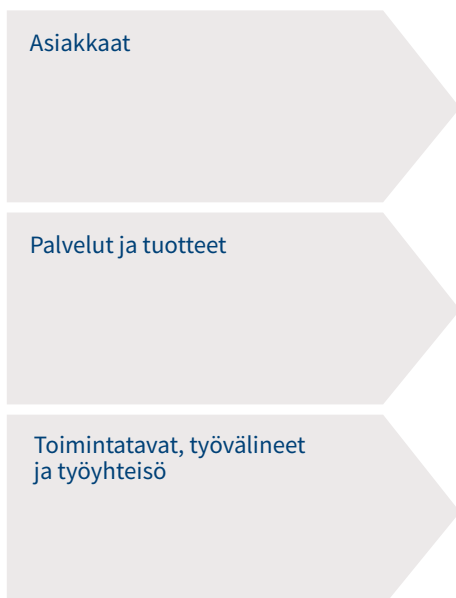 Asiakkaat
Palvelut ja tuotteet
Toimintatavat, työvälineet
ja työyhteisö